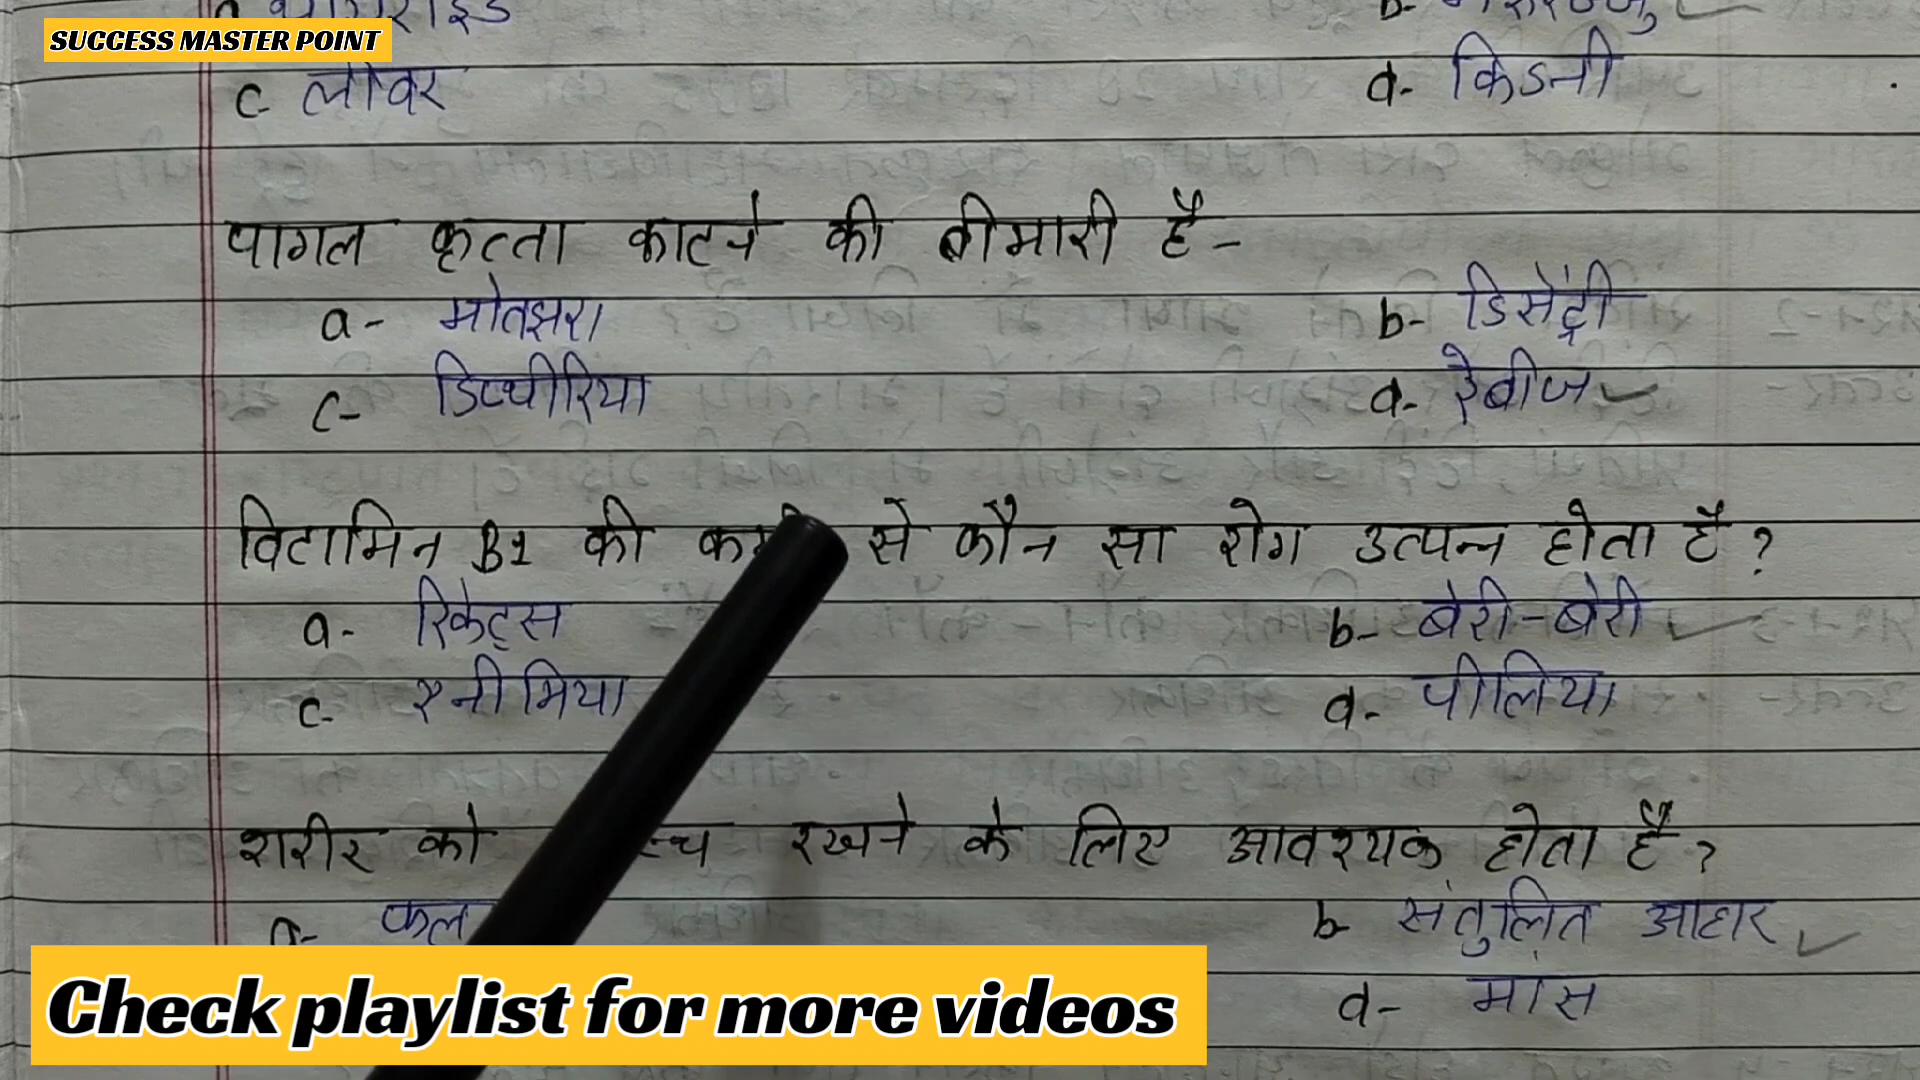 SUCCESS MASTER POINT
c- लीवर d- किडनी
पागल कृत्ता काटने की बीमारी है-
a- मोतझरा b- डिसेंट्री
c- डिप्थीरिया d- रेबीज
विटामिन B1 की से कौन सा रोग उत्पन्न होता है ?
a- रिकेट्स b- बेरी-बेरी
c- एनीमिया d- पीलिया
शरीर को रखने के लिए आवश्यक होता है ?
a- फल b- संतुलित आहार
d- मांस
Check playlist for more videos